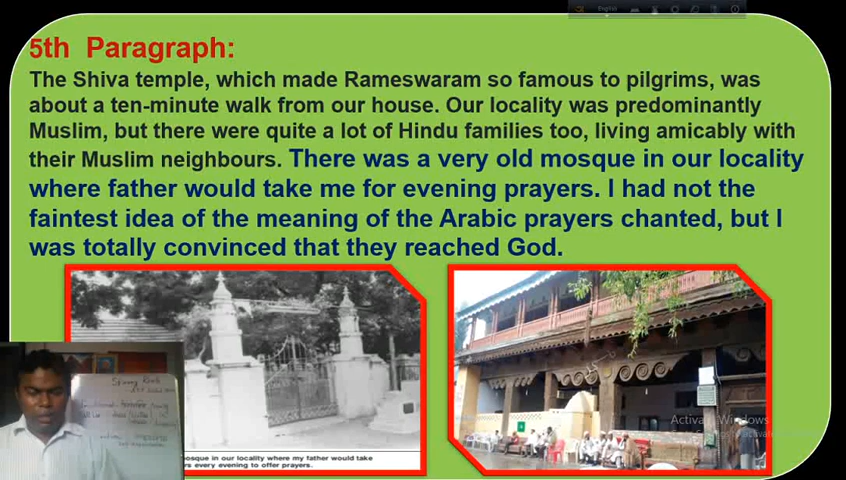 English
5th Paragraph:
The Shiva temple, which made Rameswaram so famous to pilgrims, was
about a ten-minute walk from our house. Our locality was predominantly
Muslim, but there were quite a lot of Hindu families too, living amicably with
their Muslim neighbours. There was a very old mosque in our locality
where father would take me for evening prayers. I had not the
faintest idea of the meaning of the Arabic prayers chanted, but I
was totally convinced that they reached God.
osque in our locality where my father would take
rs every evening to offer prayers.